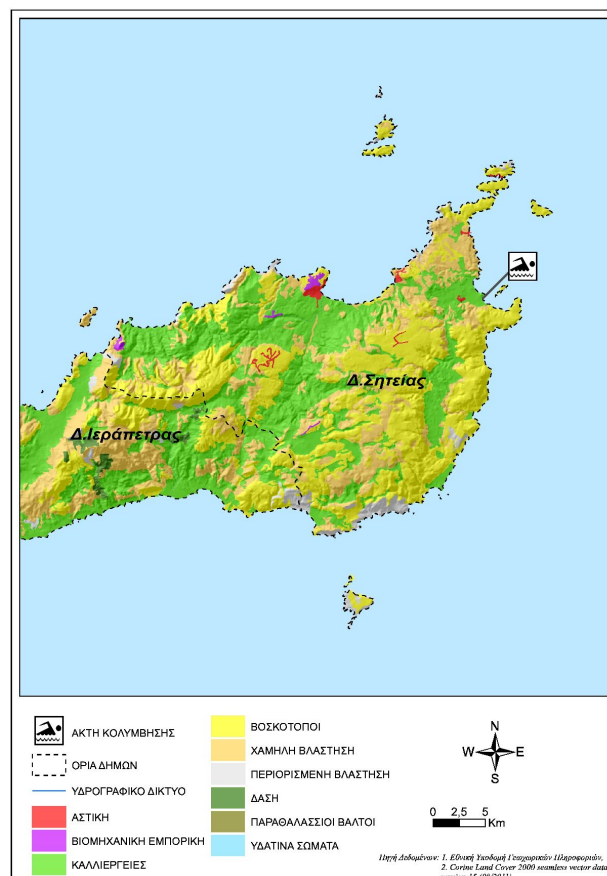 Δ.Σητείας
Δ.Ιεράπετρας
ΑΚΤΗ ΚΟΛΥΜΒΗΣΗΣ
ΟΡΙΑ ΔΗΜΩΝ
ΥΔΡΟΓΡΑΦΙΚΟ ΔΙΚΤΥΟ
ΑΣΤΙΚΗ
ΒΙΟΜΗΧΑΝΙΚΗ ΕΜΠΟΡΙΚΗ
ΚΑΛΛΙΕΡΓΕΙΕΣ
ΒΟΣΚΟΤΟΠΟΙ
ΧΑΜΗΛΗ ΒΛΑΣΤΗΣΗ
ΠΕΡΙΟΡΙΣΜΕΝΗ ΒΛΑΣΤΗΣΗ
ΔΑΣΗ
ΠΑΡΑΘΑΛΑΣΣΙΟΙ ΒΑΛΤΟΙ
ΥΔΑΤΙΝΑ ΣΩΜΑΤΑ
N
W E
S
0 2,5 5
Km
Πηγή Δεδομένων: 1. Εθνική Υποδομή Γεωχωρικών Πληροφοριών,
2. Corine Land Cover 2000 seamless vector data